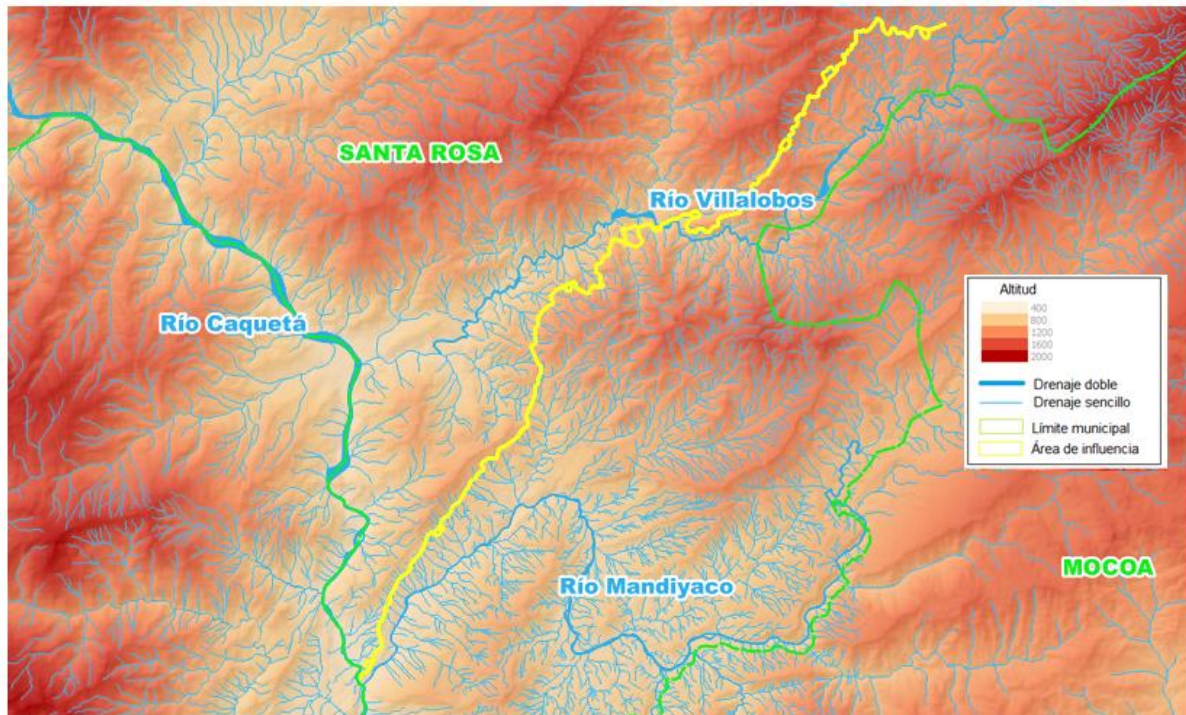 SANTA ROSA
Río Villalobos
Río Caquetá
Altitud
400
800
1200
1600
2000
Drenaje doble
Drenaje sencillo
Límite municipal
Área de influencia
MOCOA
Río Mandiyaco